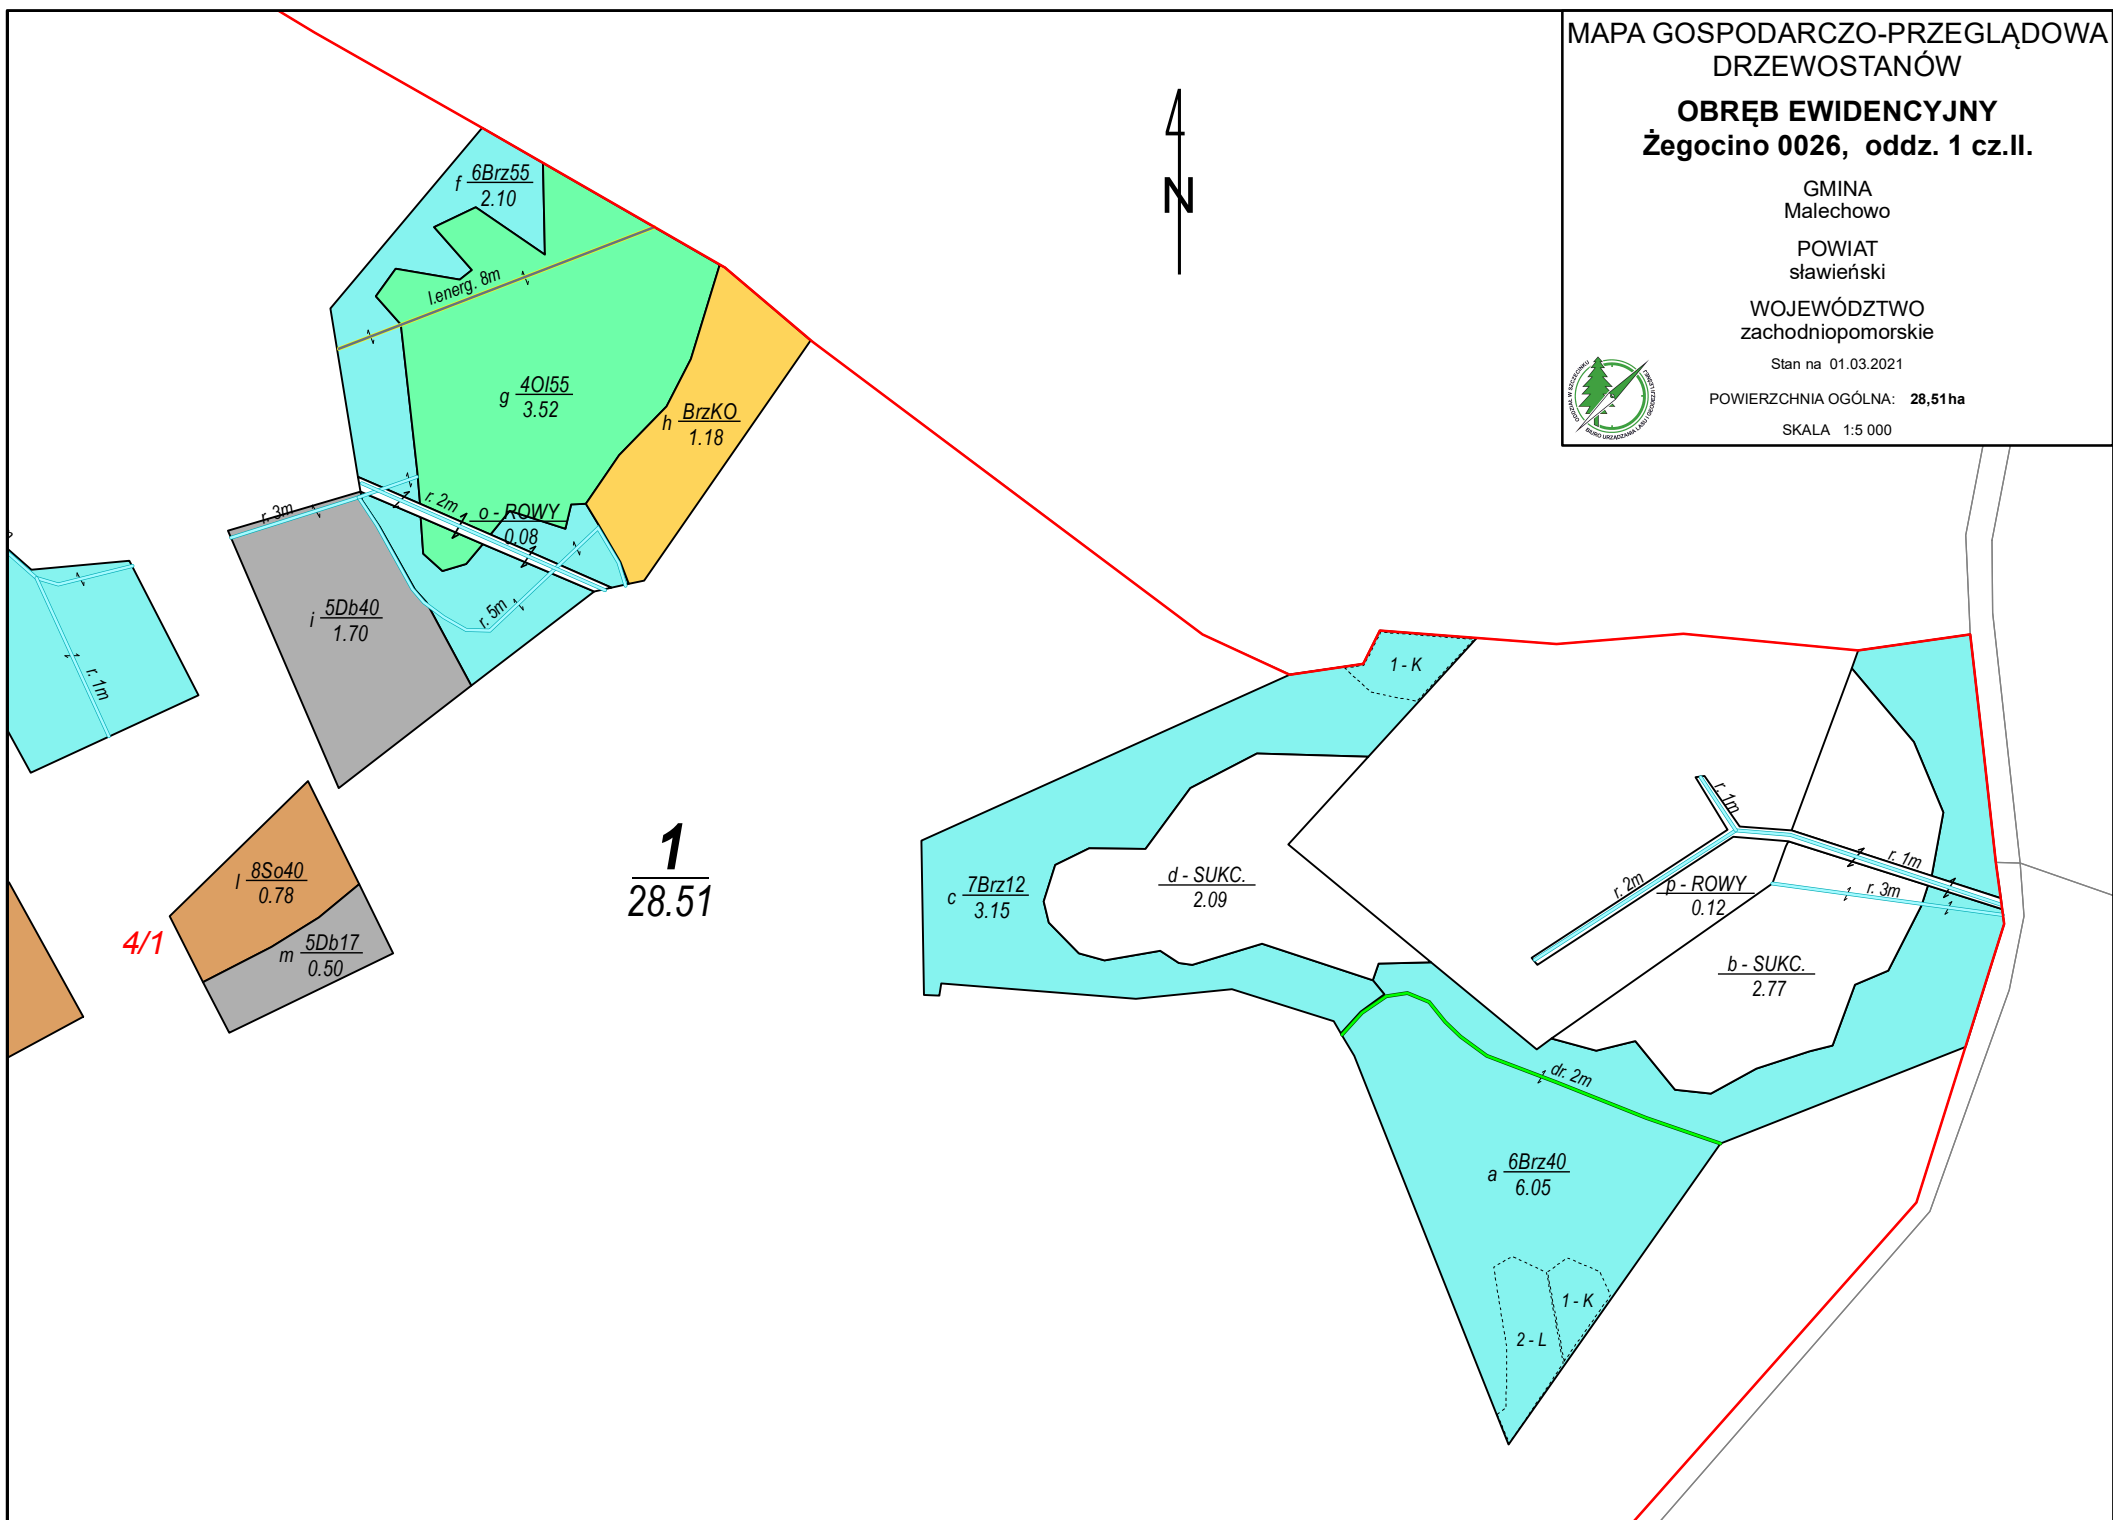 MAPA GOSPODARCZO-PRZEGLĄDOWA
DRZEWOSTANÓW
OBRĘB EWIDENCYJNY
Żegocino 0026, oddz. 1 cz.II.
GMINA
Malechowo
POWIAT
sławieński
WOJEWÓDZTWO
zachodniopomorskie
Stan na 01.03.2021
POWIERZCHNIA OGÓLNA: 28,51ha
SKALA 1:5 000
N
f 6Brz55
2.10
l.energ. 8m
g 4Ol55
3.52
h BrzKO
1.18
r. 3m
r. 2m
o - ROWY
0.08
r. 5m
i 5Db40
1.70
r. 1m
l 8So40
0.78
m 5Db17
0.50
4/1
1
28.51
1 - K
c 7Brz12
3.15
d - SUKC.
2.09
r. 1m
r. 2m
r. 1m
p - ROWY
0.12
r. 3m
b - SUKC.
2.77
dr. 2m
a 6Brz40
6.05
1 - K
2 - L